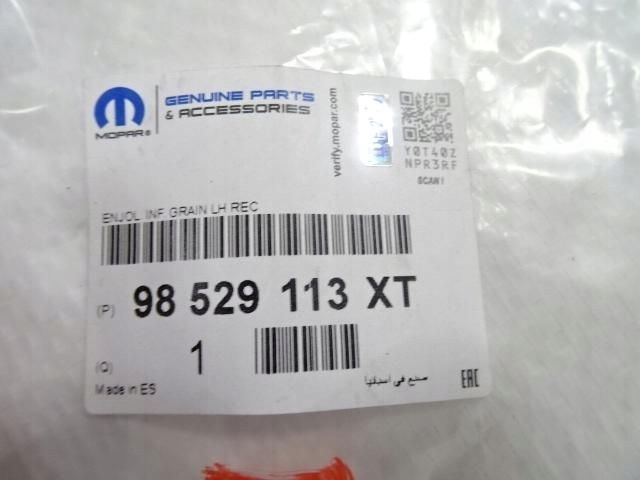 MOPAR®
GENUINE PARTS
& ACCESSORIES
verify.mopar.com
Y0T40Z
NPR3RF
SCAN!
ENJOL INF GRAIN LH REC
(P) 98 529 113 XT
(Q) 1
Made in ES
صنع في اسبانيا
EAC